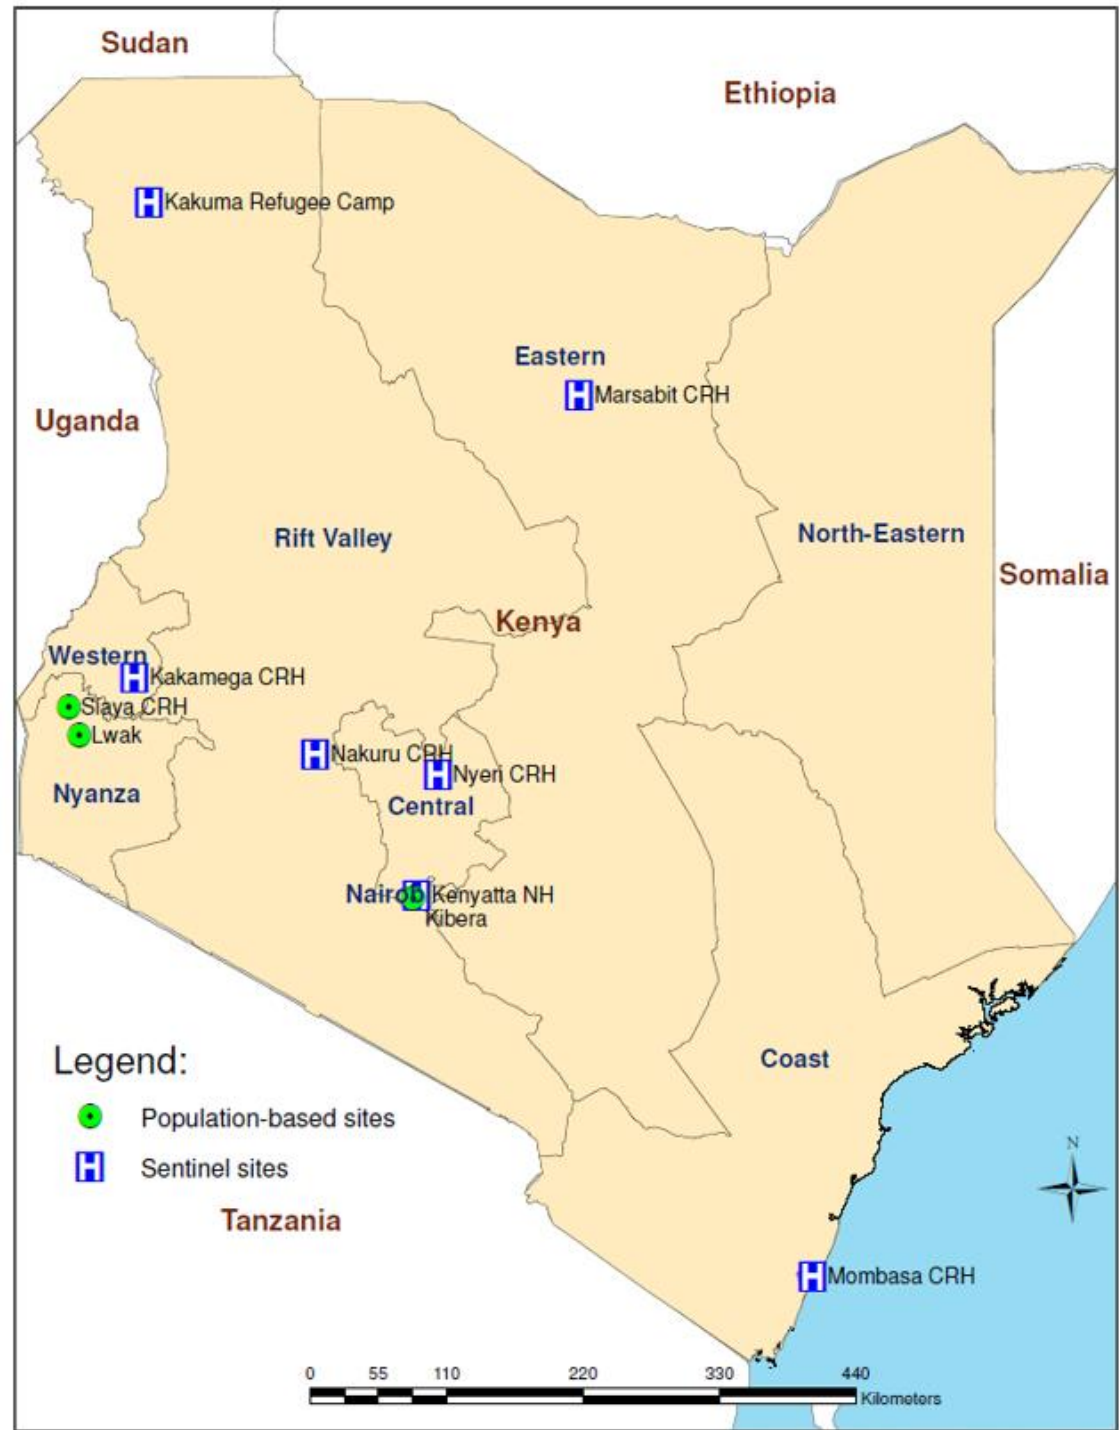 Sudan
Ethiopia
Kakuma Refugee Camp
Eastern
Marsabit CRH
Uganda
Rift Valley
North-Eastern
Somalia
Kenya
Western
Kakamega CRH
Siaya CRH
Lwak
Nakuru CRH
Nyeri CRH
Nyanza
Central
Nairob
Kenyatta NH
Kibera
Legend:
Coast
Population-based sites
N
Sentinel sites
Tanzania
Mombasa CRH
0 55 110 220 330 440
Kilometers